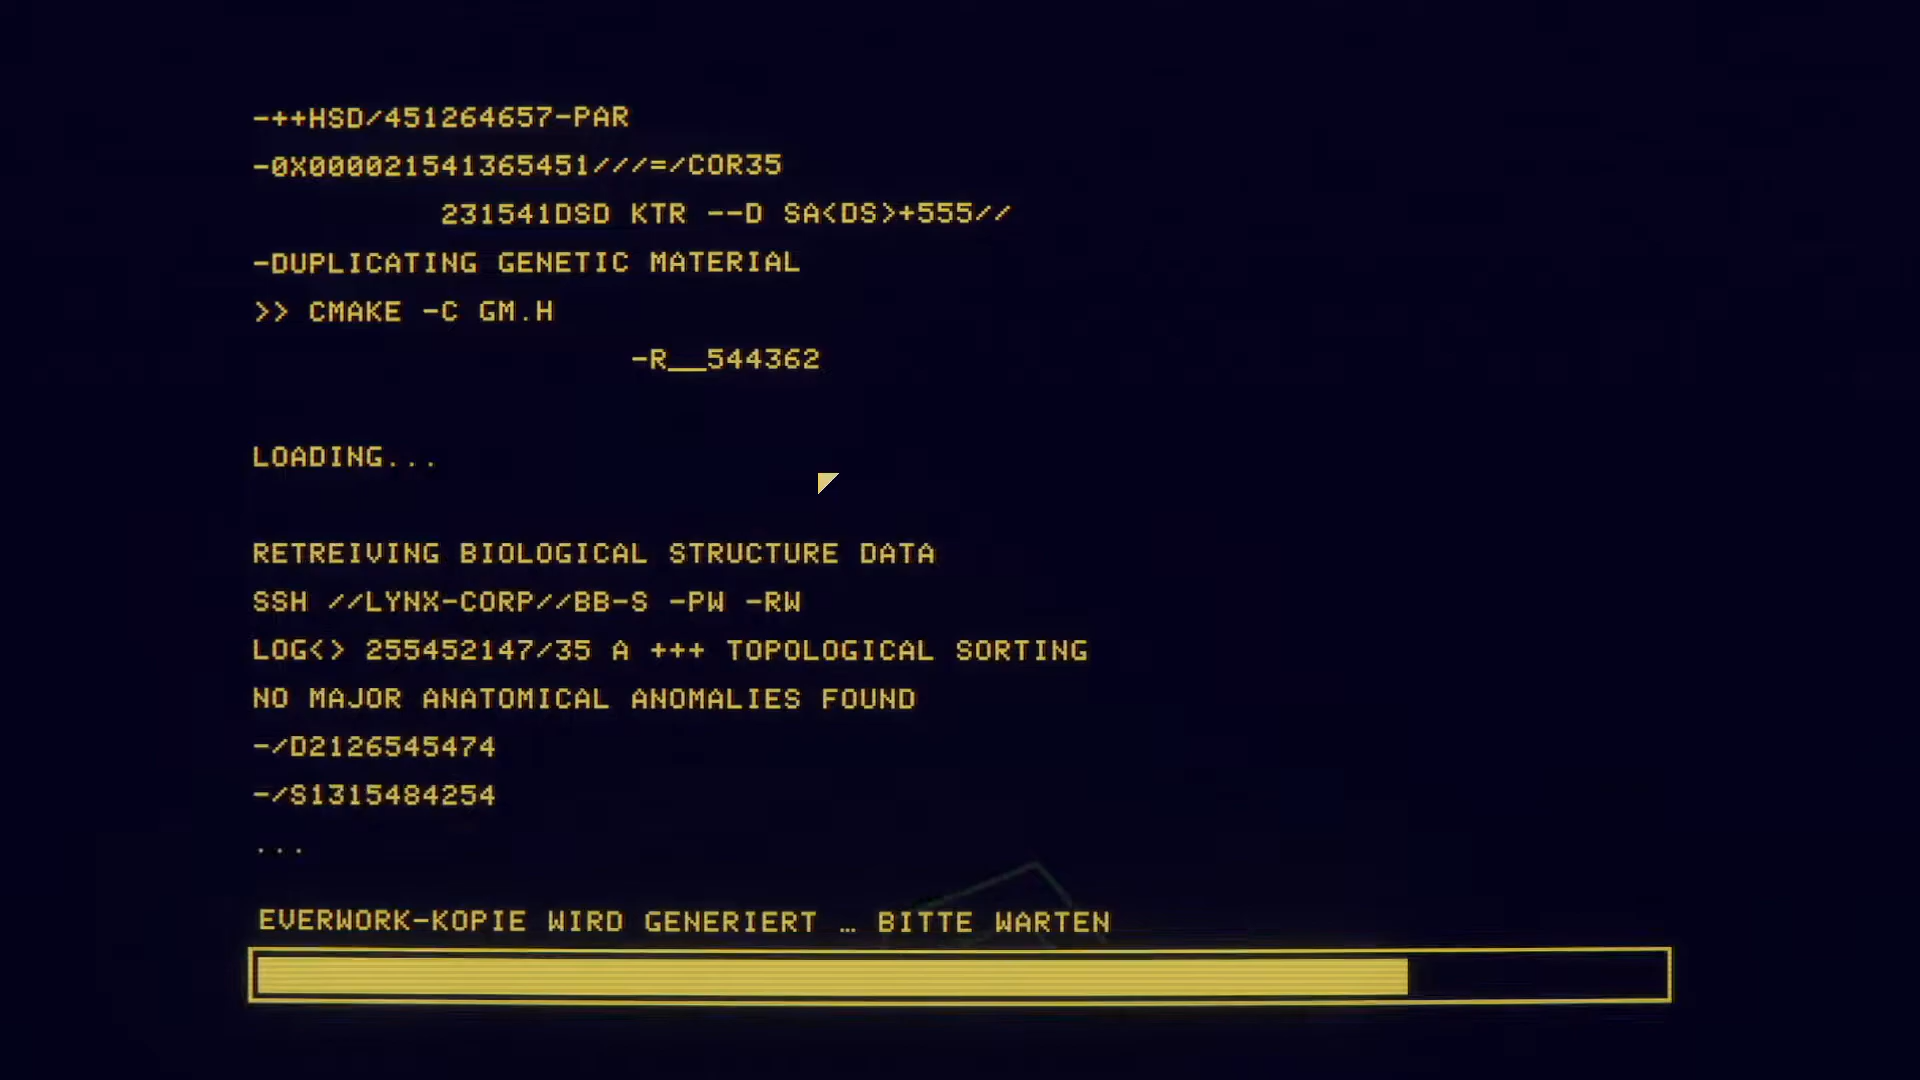 -++HSD/451264657-PAR
-0X000021541365451///=/COR35
231541DSD KTR --D SA<DS>+555//
-DUPLICATING GENETIC MATERIAL
>> CMAKE -C GM.H
-R__544362
LOADING...
RETREIVING BIOLOGICAL STRUCTURE DATA
SSH //LYNX-CORP//BB-S -PW -RW
LOG<> 255452147/35 A +++ TOPOLOGICAL SORTING
NO MAJOR ANATOMICAL ANOMALIES FOUND
-/D2126545474
-/S1315484254
...
EVERWORK-KOPIE WIRD GENERIERT … BITTE WARTEN